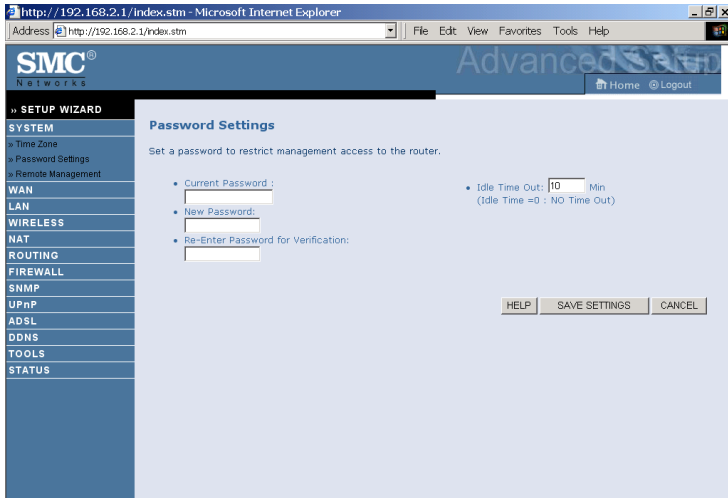 http://192.168.2.1/index.stm - Microsoft Internet Explorer
Address http://192.168.2.1/index.stm File Edit View Favorites Tools Help
SMC®
Networks
Advanced Setup
Home Logout
» SETUP WIZARD
SYSTEM
» Time Zone
» Password Settings
» Remote Management
WAN
LAN
WIRELESS
NAT
ROUTING
FIREWALL
SNMP
UPnP
ADSL
DDNS
TOOLS
STATUS
Password Settings
Set a password to restrict management access to the router.
• Current Password :
• New Password:
• Re-Enter Password for Verification:
• Idle Time Out: 10 Min
(Idle Time =0 : NO Time Out)
HELP SAVE SETTINGS CANCEL